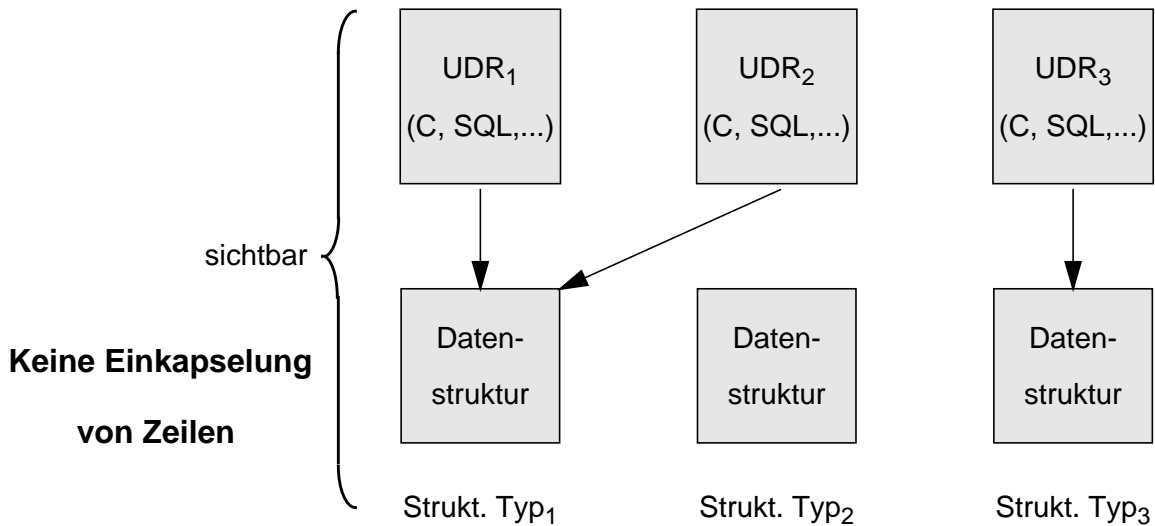 UDR1
(C, SQL,...)
UDR2
(C, SQL,...)
UDR3
(C, SQL,...)
sichtbar
Keine Einkapselung
von Zeilen
Daten-
struktur
Daten-
struktur
Daten-
struktur
Strukt. Typ1
Strukt. Typ2
Strukt. Typ3